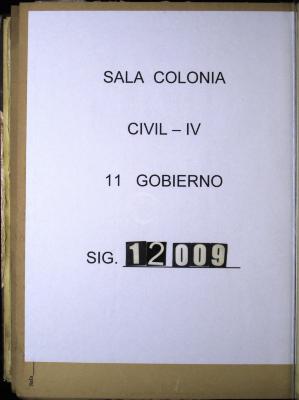 SALA COLONIA
CIVIL – IV
11 GOBIERNO
SIG. 12 009